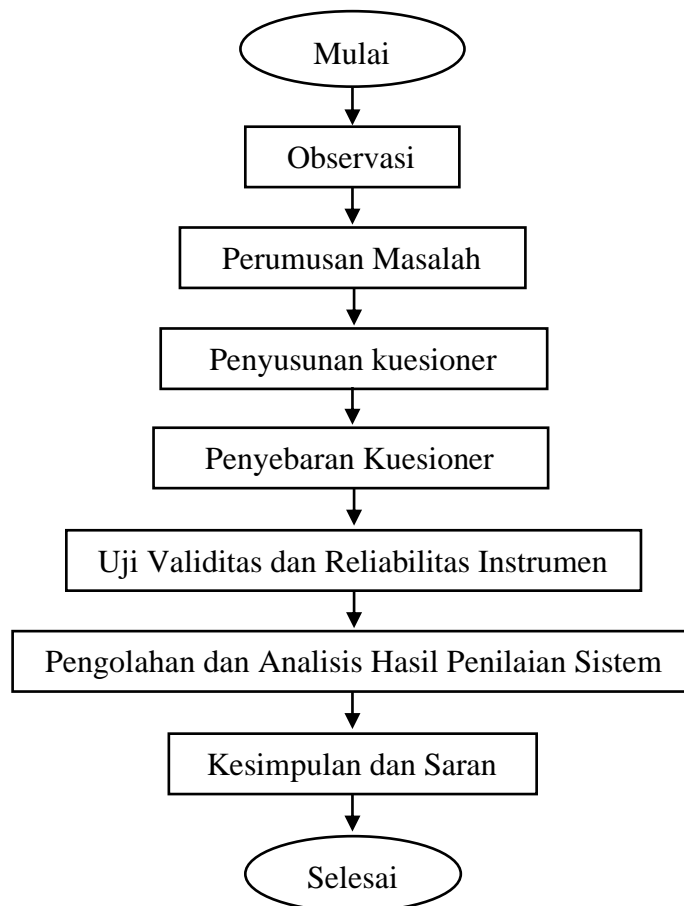 Mulai
Observasi
Perumusan Masalah
Penyusunan kuesioner
Penyebaran Kuesioner
Uji Validitas dan Reliabilitas Instrumen
Pengolahan dan Analisis Hasil Penilaian Sistem
Kesimpulan dan Saran
Selesai